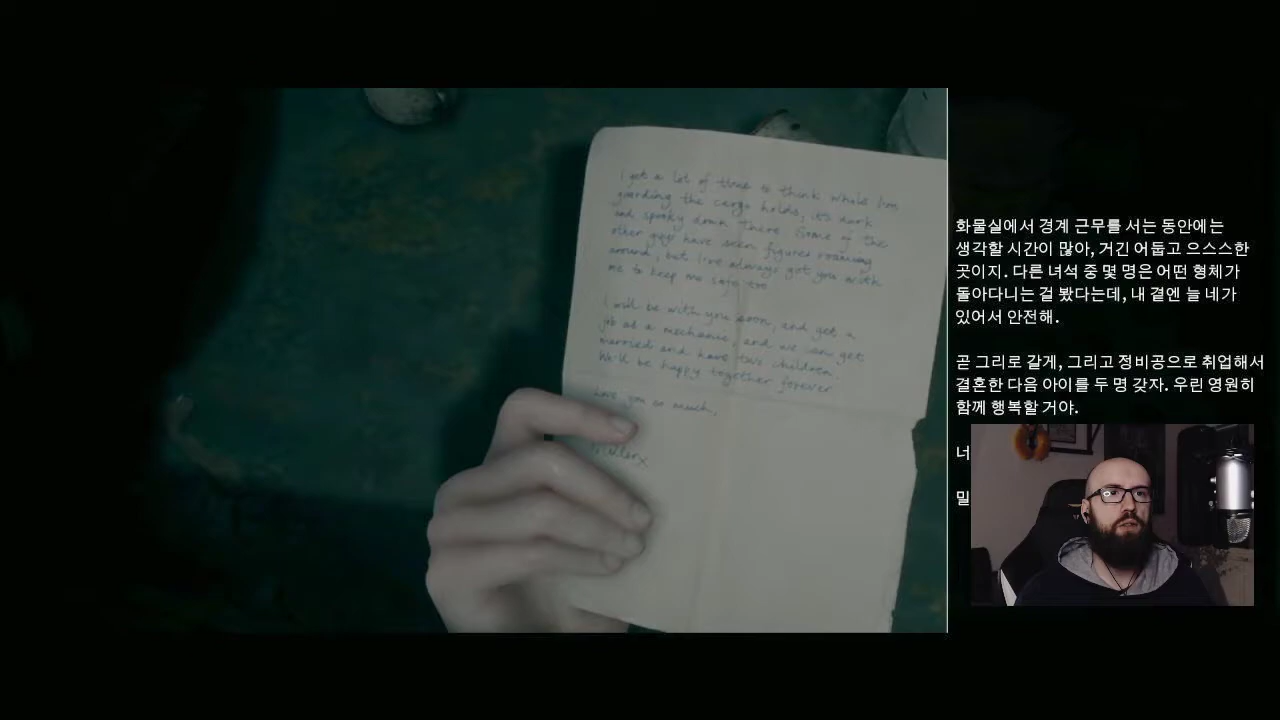 I get a lot of time to think whole I'm
guarding the cargo holds, it's dark
and spooky down there. Some of the
other guys have seen figures roaming
around, but I've always got you with
me to keep me safe too
I will be with you soon, and get a
job as a mechanic, and we can get
married and have two children.
We'll be happy together forever
Love you so much,
화물실에서 경계 근무를 서는 동안에는
생각할 시간이 많아, 거긴 어둡고 으스스한
곳이지. 다른 녀석 중 몇 명은 어떤 형체가
돌아다니는 걸 봤다는데, 내 곁엔 늘 네가
있어서 안전해.
곧 그리로 갈게, 그리고 정비공으로 취업해서
결혼한 다음 아이를 두 명 갖자. 우린 영원히
함께 행복할 거야.
너
밀